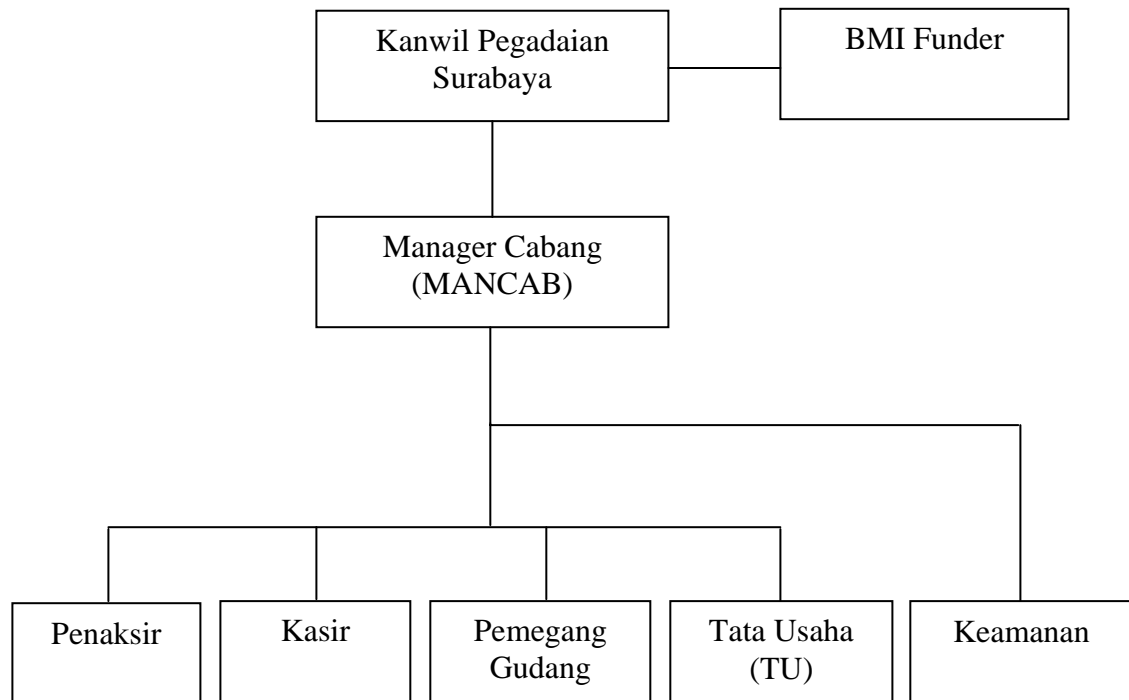 Kanwil Pegadaian
Surabaya
BMI Funder
Manager Cabang
(MANCAB)
Penaksir
Kasir
Pemegang
Gudang
Tata Usaha
(TU)
Keamanan